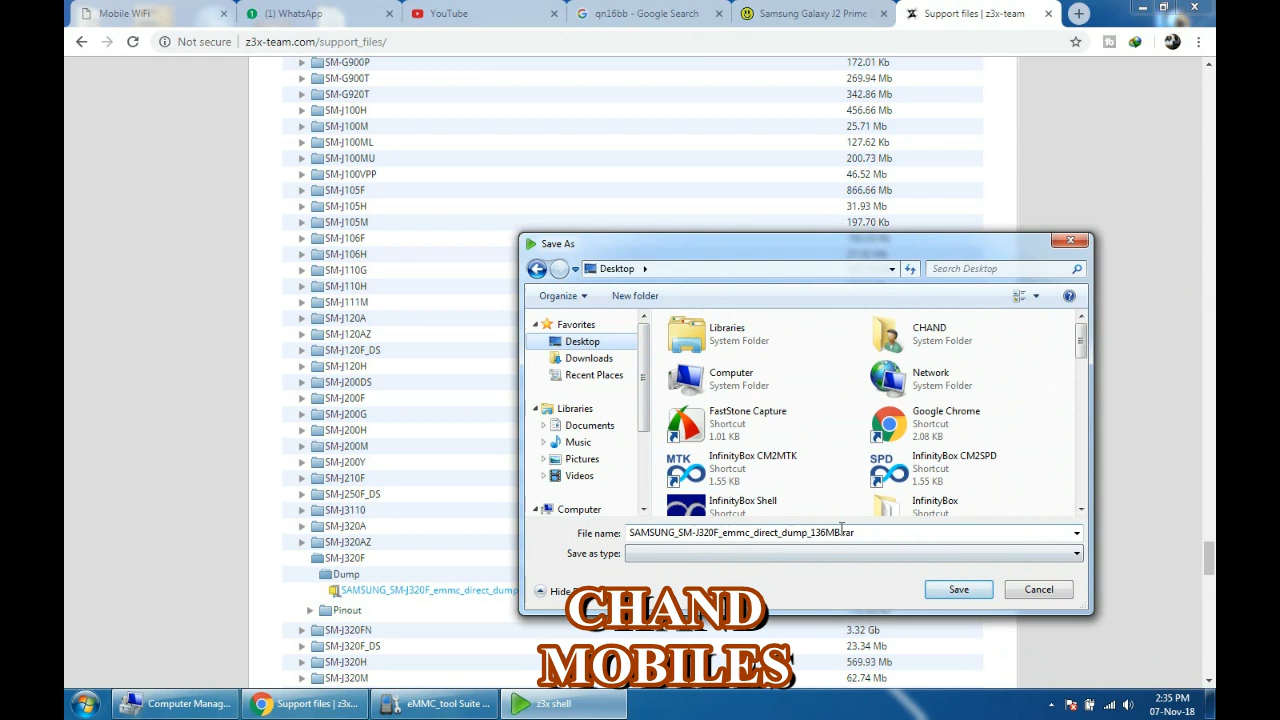 Mobile WiFi
(1) WhatsApp
YouTube
qn16bb - Google Search
Samsung Galaxy J2 Prime
Support files | z3x-team.com
Not secure | z3x-team.com/support_files/
SM-G900P 172.01 Kb
SM-G900T 269.94 Mb
SM-G920T 342.86 Mb
SM-J100H 456.66 Mb
SM-J100M 25.71 Mb
SM-J100ML 127.62 Kb
SM-J100MU 200.73 Mb
SM-J100VPP 46.52 Mb
SM-J105F 866.66 Mb
SM-J105H 31.93 Mb
SM-J105M 197.70 Kb
SM-J106F
SM-J106H
SM-J110G
SM-J110H
SM-J111M
SM-J120A
SM-J120AZ
SM-J120F_DS
SM-J120H
SM-J200DS
SM-J200F
SM-J200G
SM-J200H
SM-J200M
SM-J200Y
SM-J210F
SM-J250F_DS
SM-J3110
SM-J320A
SM-J320AZ
SM-J320F
Dump
SAMSUNG_SM-J320F_emmc_direct_dump
Pinout
SM-J320FN 3.32 Gb
SM-J320F_DS 23.34 Mb
SM-J320H 569.93 Mb
SM-J320M 62.74 Mb
Save As
Desktop
Search Desktop
Organize
New folder
Favorites
Desktop
Downloads
Recent Places
Libraries
Documents
Music
Pictures
Videos
Computer
Libraries
System Folder
CHAND
System Folder
Computer
System Folder
Network
System Folder
FastStone Capture
Shortcut
1.01 KB
Google Chrome
Shortcut
2.08 KB
MTK
InfinityBox CM2MTK
Shortcut
1.55 KB
SPD
InfinityBox CM2SPD
Shortcut
1.55 KB
InfinityBox Shell
Shortcut
InfinityBox
Shortcut
File name: SAMSUNG_SM-J320F_emmc_direct_dump_136MB.rar
Save as type:
Hide
Save
Cancel
CHAND
MOBILES
Computer Manag...
Support files | z3x...
eMMC_tool Suite ...
z3x shell
2:35 PM
07-Nov-18